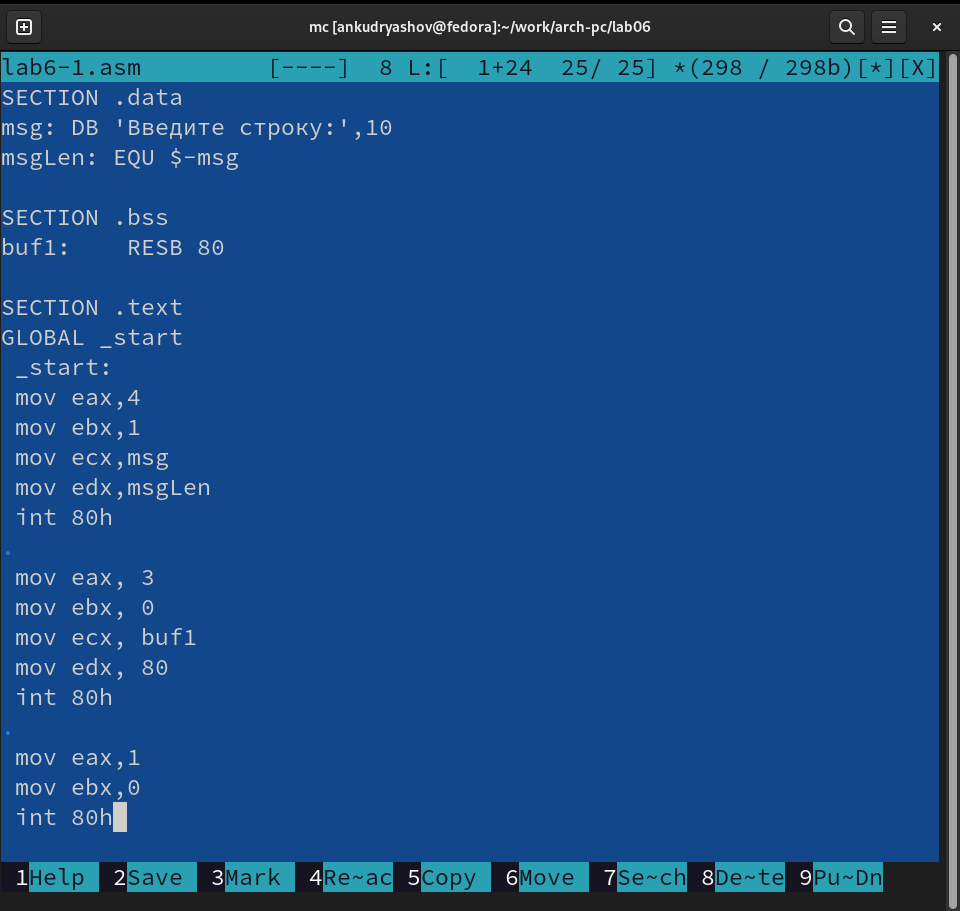 mc [ankudryashov@fedora]:~/work/arch-pc/lab06
lab6-1.asm [----] 8 L:[ 1+24 25/ 25] *(298 / 298b)[*][X]
SECTION .data
msg: DB 'Введите строку:',10
msgLen: EQU $-msg
SECTION .bss
buf1: RESB 80
SECTION .text
GLOBAL _start
_start:
mov eax,4
mov ebx,1
mov ecx,msg
mov edx,msgLen
int 80h
.
mov eax, 3
mov ebx, 0
mov ecx, buf1
mov edx, 80
int 80h
.
mov eax,1
mov ebx,0
int 80h
1Help 2Save 3Mark 4Re~ac 5Copy 6Move 7Se~ch 8De~te 9Pu~Dn